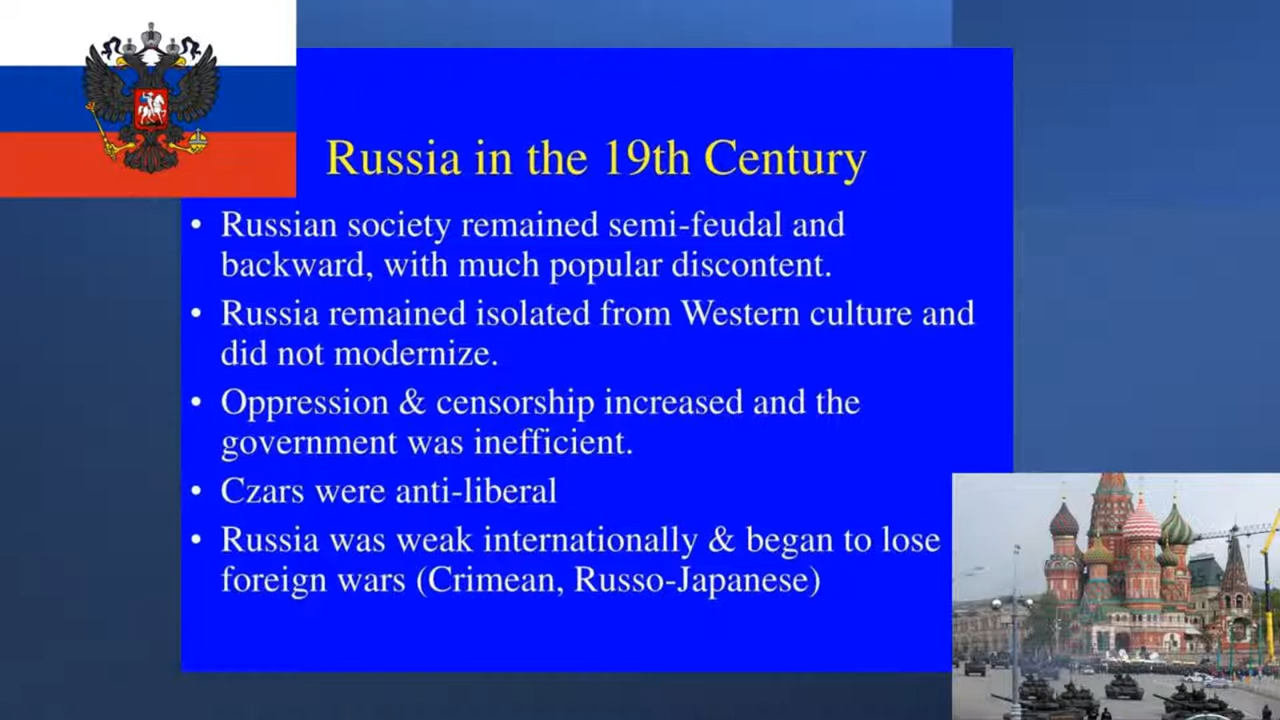 Russia in the 19th Century
• Russian society remained semi-feudal and
backward, with much popular discontent.
• Russia remained isolated from Western culture and
did not modernize.
• Oppression & censorship increased and the
government was inefficient.
• Czars were anti-liberal
• Russia was weak internationally & began to lose
foreign wars (Crimean, Russo-Japanese)